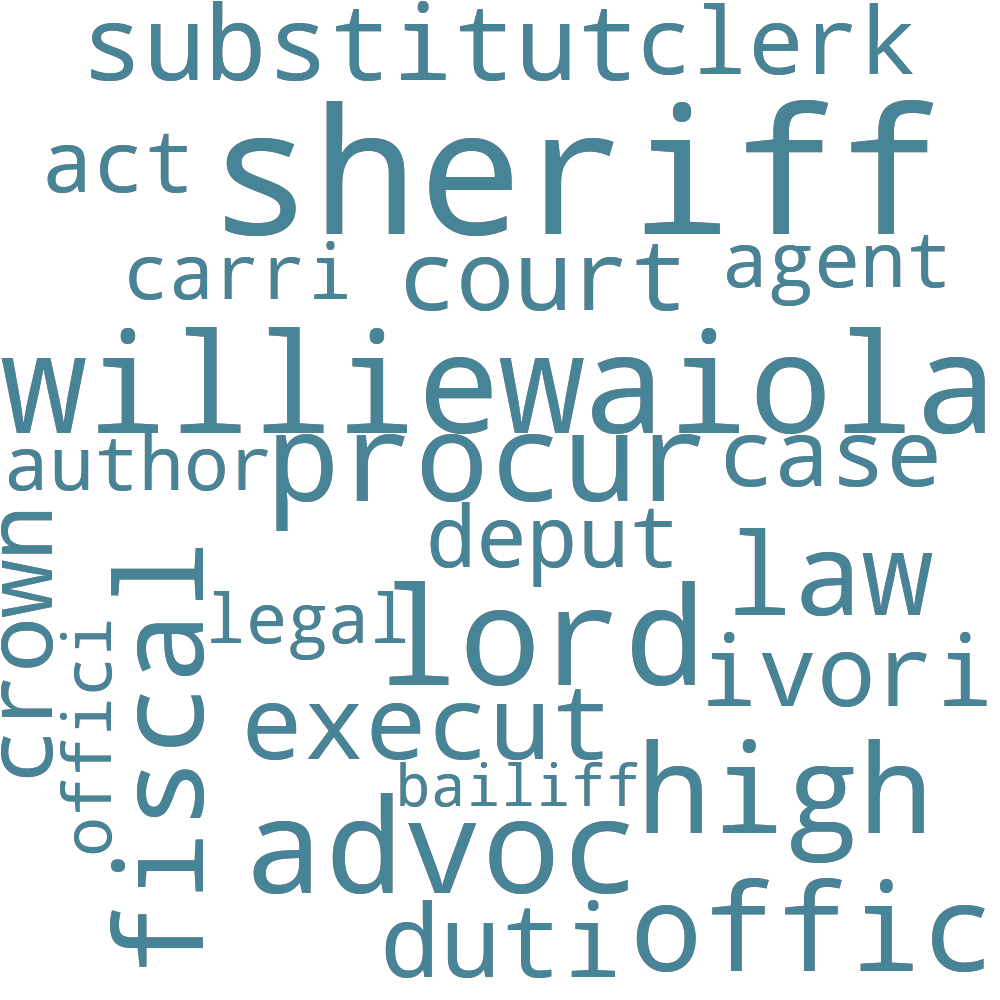 substitut clerk
act sheriff
carri court agent
williewaiola
author procur case
deput
crown
law
fiscal
legal lord
offici
ivori
execut
bailiff high
advoc
duti offic